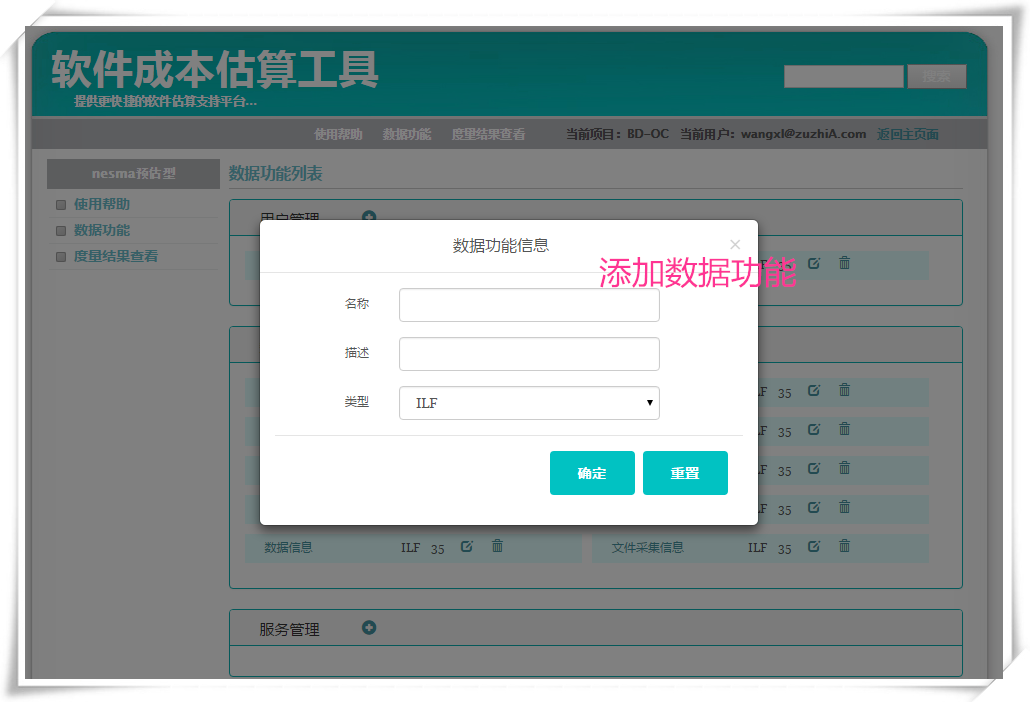 软件成本估算工具
提供更快捷的软件估算支持平台...
搜索
使用帮助 数据功能 度量结果查看 当前项目：BD-OC 当前用户：wangxl@zuzhiA.com 返回主页面
nesma预估型
使用帮助
数据功能
度量结果查看
数据功能列表
用户管理
数据功能信息 ×
添加数据功能
名称
描述
类型 ILF
确定 重置
LF 35
LF 35
LF 35
LF 35
数据信息 ILF 35 文件采集信息 ILF 35
服务管理